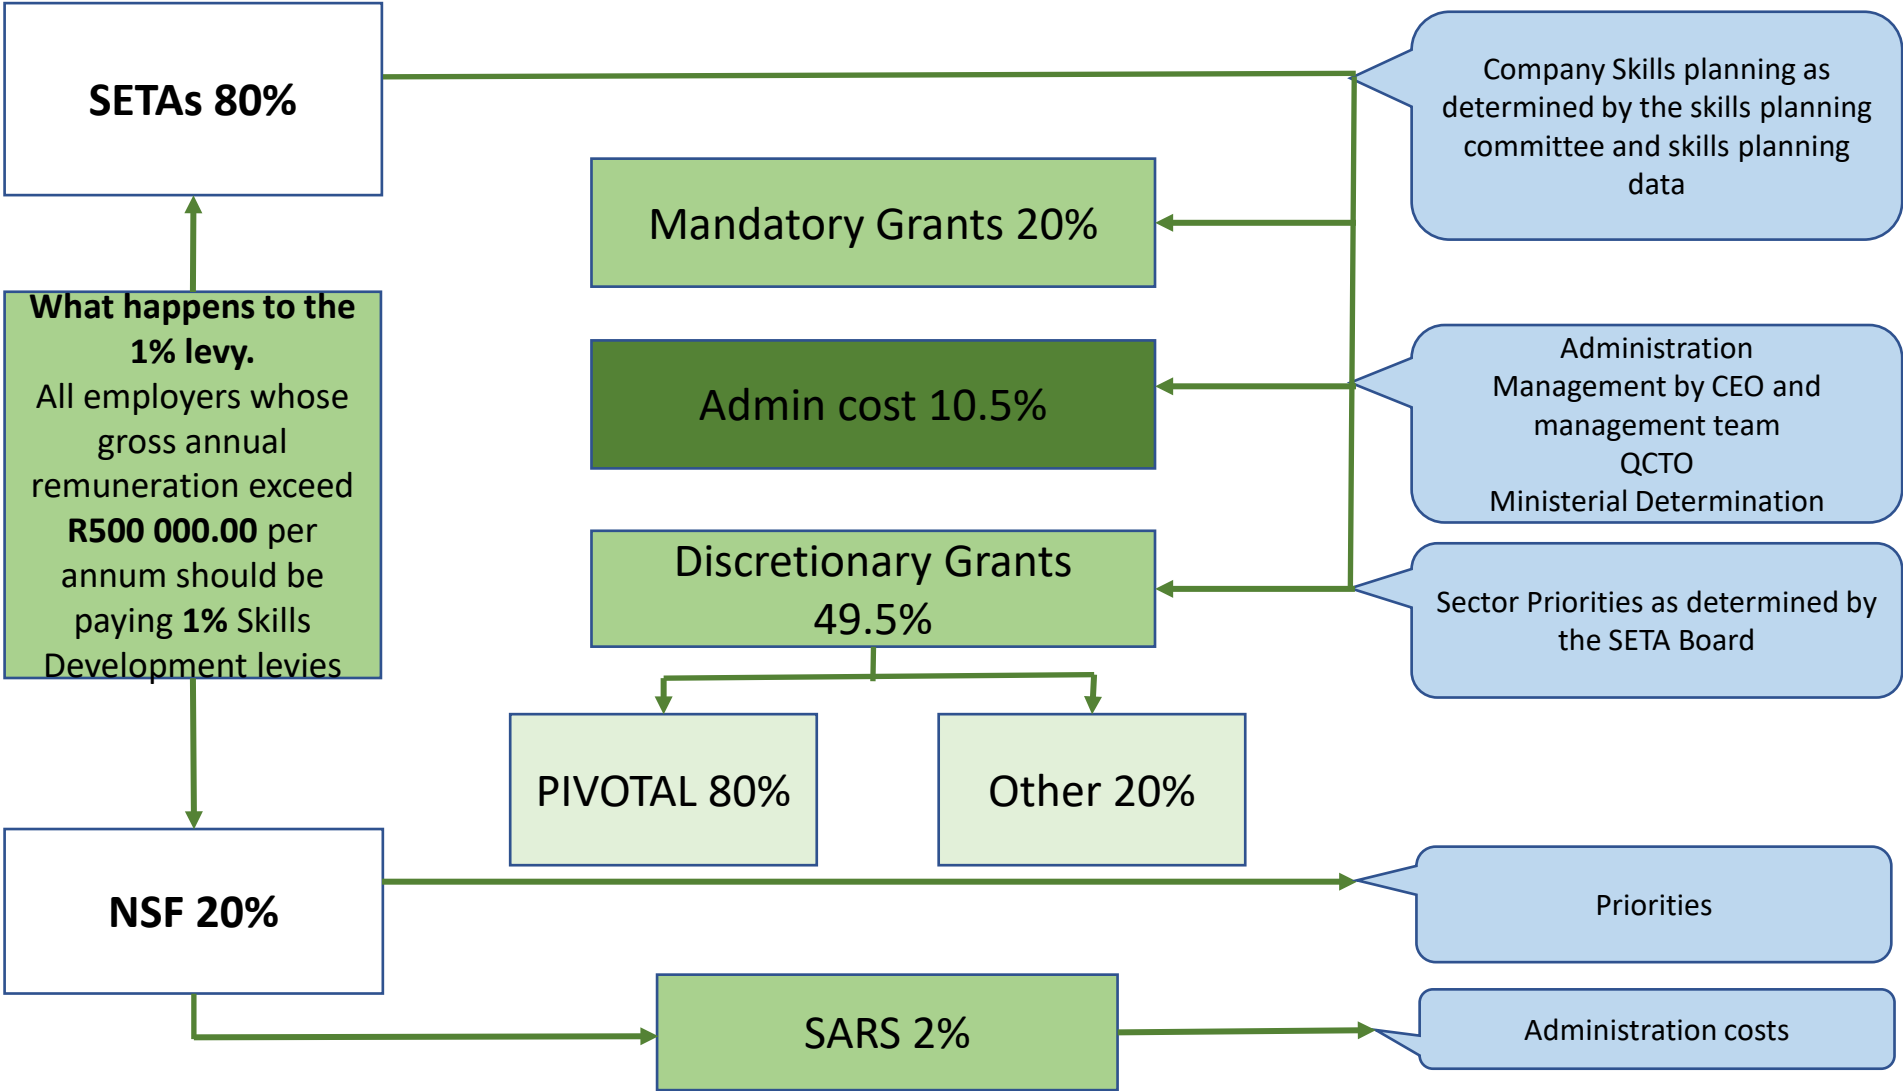 SETAs 80%
Company Skills planning as
determined by the skills planning
committee and skills planning
data
Mandatory Grants 20%
What happens to the
1% levy.
All employers whose
gross annual
remuneration exceed
R500 000.00 per
annum should be
paying 1% Skills
Development levies
Admin cost 10.5%
Administration
Management by CEO and
management team
QCTO
Ministerial Determination
Discretionary Grants
49.5%
Sector Priorities as determined by
the SETA Board
PIVOTAL 80%
Other 20%
NSF 20%
Priorities
SARS 2%
Administration costs